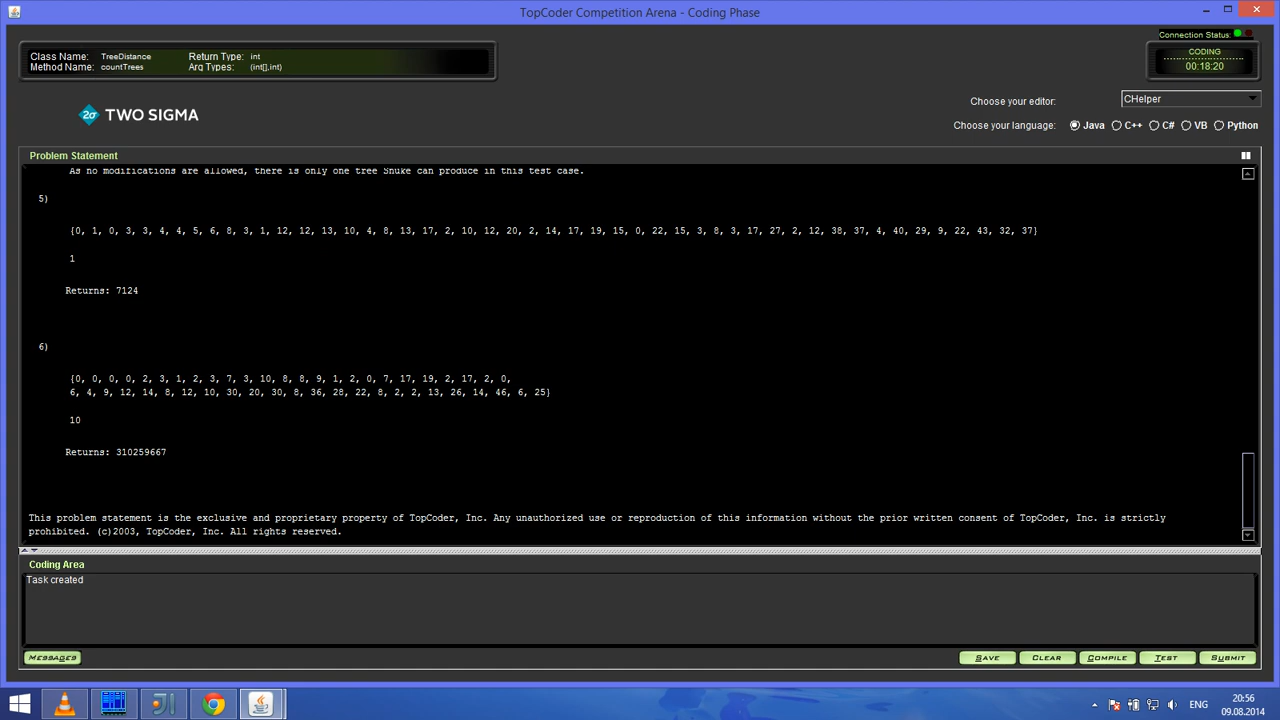 TopCoder Competition Arena - Coding Phase
Connection Status:
Class Name: TreeDistance Return Type: int
Method Name: countTrees Arg Types: (int[],int)
CODING
00:18:20
2σ TWO SIGMA
Choose your editor: CHelper
Choose your language: Java C++ C# VB Python
Problem Statement
As no modifications are allowed, there is only one tree Snuke can produce in this test case.
5)
{0, 1, 0, 3, 3, 4, 4, 5, 6, 8, 3, 1, 12, 12, 13, 10, 4, 8, 13, 17, 2, 10, 12, 20, 2, 14, 17, 19, 15, 0, 22, 15, 3, 8, 3, 17, 27, 2, 12, 38, 37, 4, 40, 29, 9, 22, 43, 32, 37}
1
Returns: 7124
6)
{0, 0, 0, 0, 2, 3, 1, 2, 3, 7, 3, 10, 8, 8, 9, 1, 2, 0, 7, 17, 19, 2, 17, 2, 0,
6, 4, 9, 12, 14, 8, 12, 10, 30, 20, 30, 8, 36, 28, 22, 8, 2, 2, 13, 26, 14, 46, 6, 25}
10
Returns: 310259667
This problem statement is the exclusive and proprietary property of TopCoder, Inc. Any unauthorized use or reproduction of this information without the prior written consent of TopCoder, Inc. is strictly
prohibited. (c)2003, TopCoder, Inc. All rights reserved.
Coding Area
Task created
MESSAGES SAVE CLEAR COMPILE TEST SUBMIT
ENG
20:56
09.08.2014